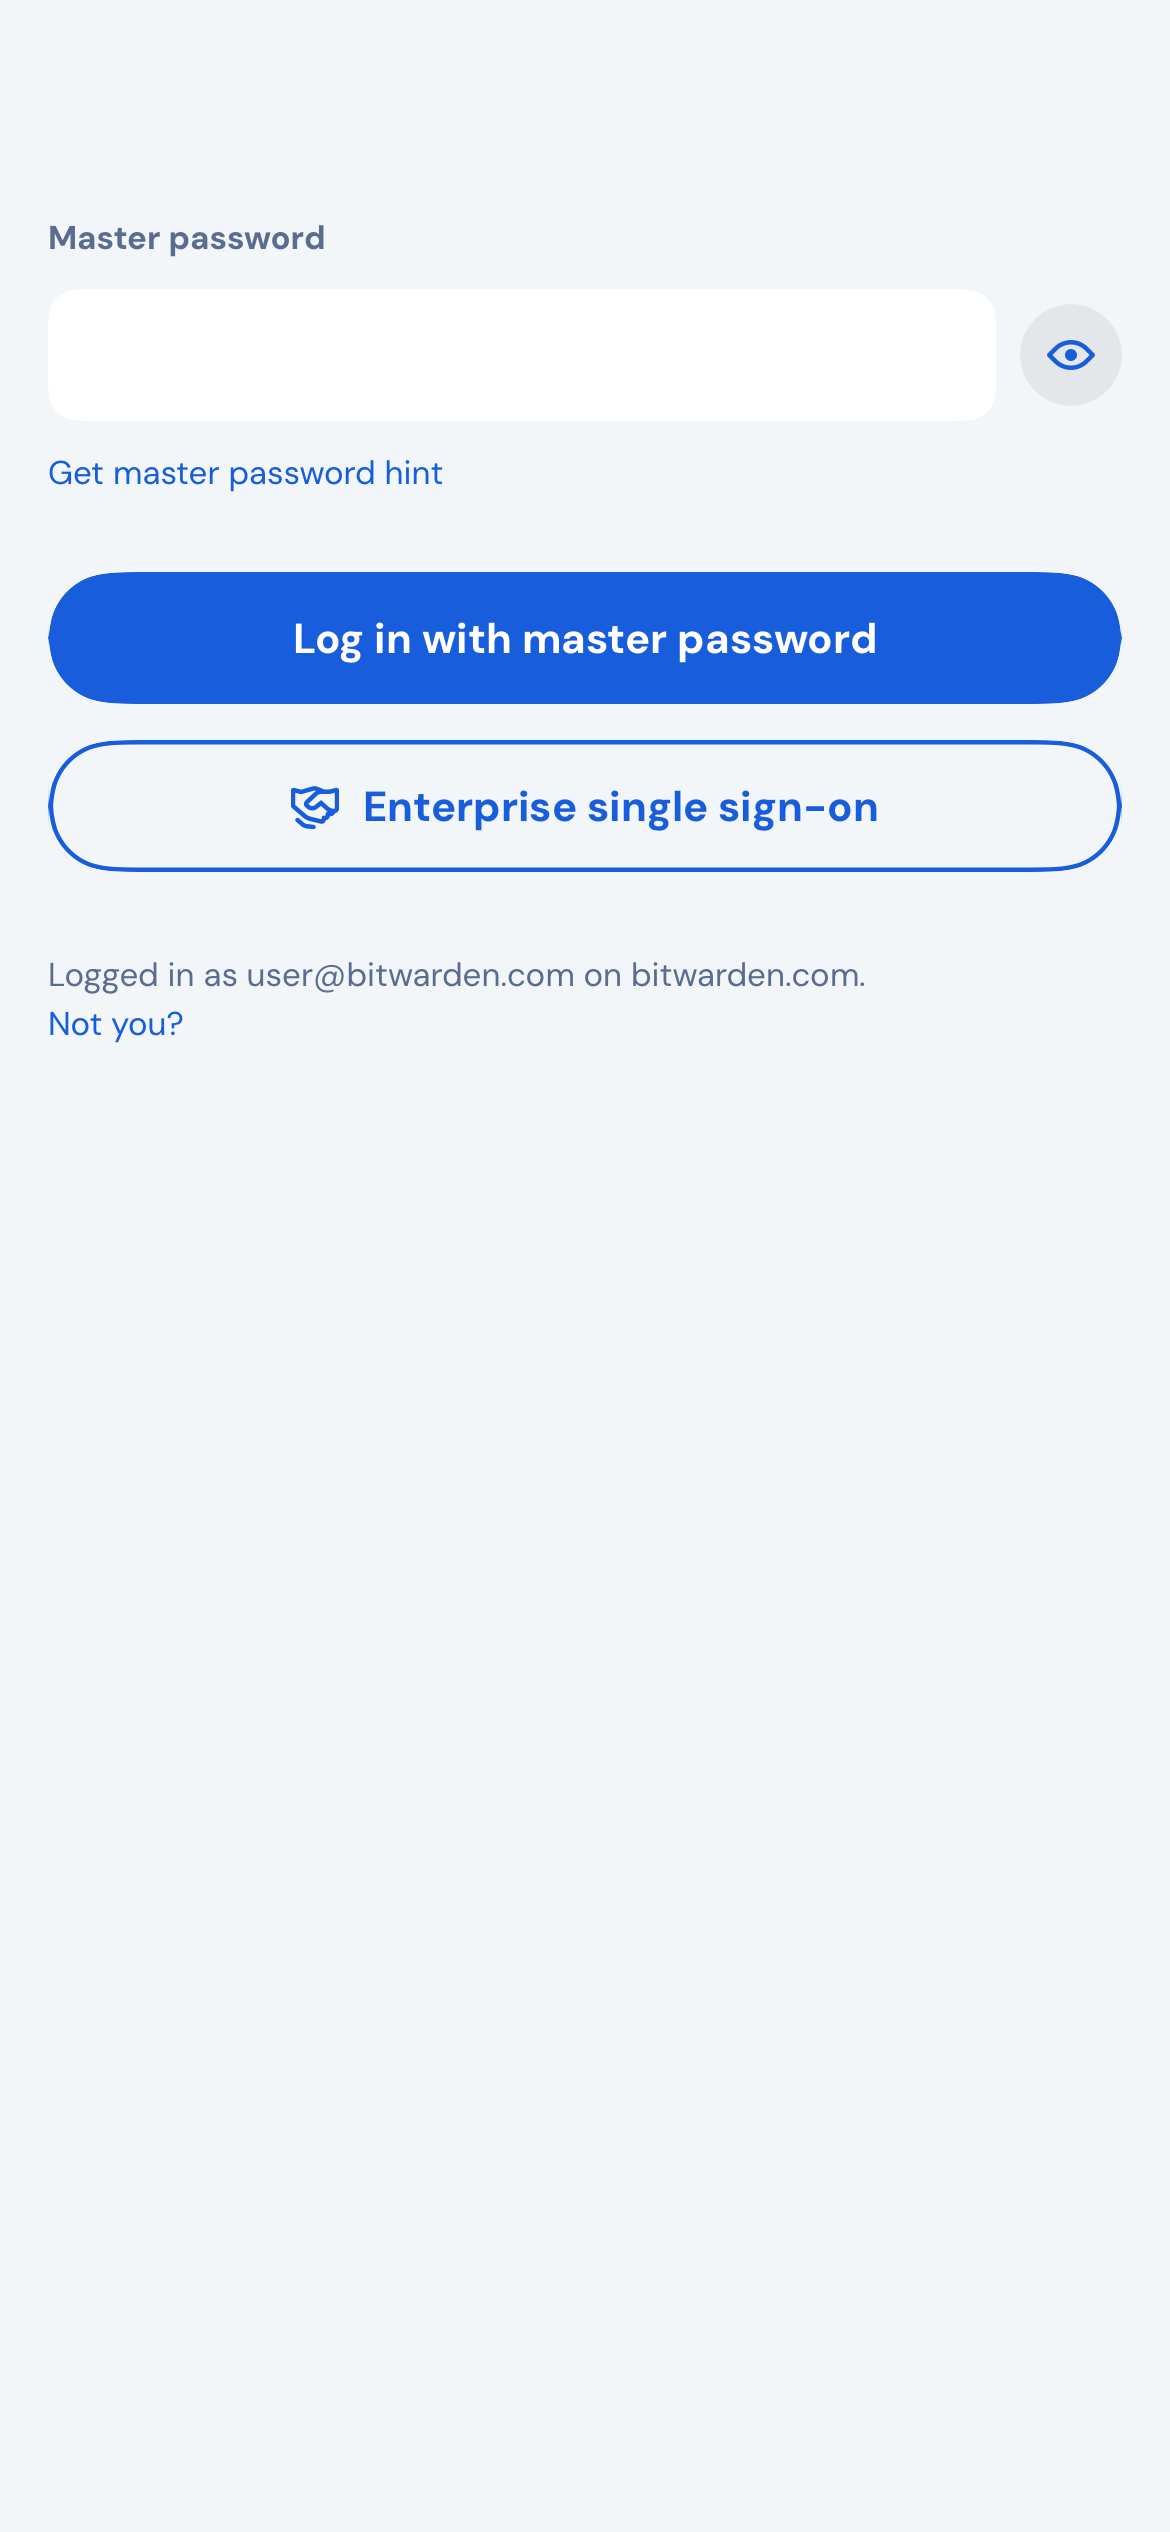 Master password
Get master password hint
Log in with master password
Enterprise single sign-on
Logged in as user@bitwarden.com on bitwarden.com.
Not you?